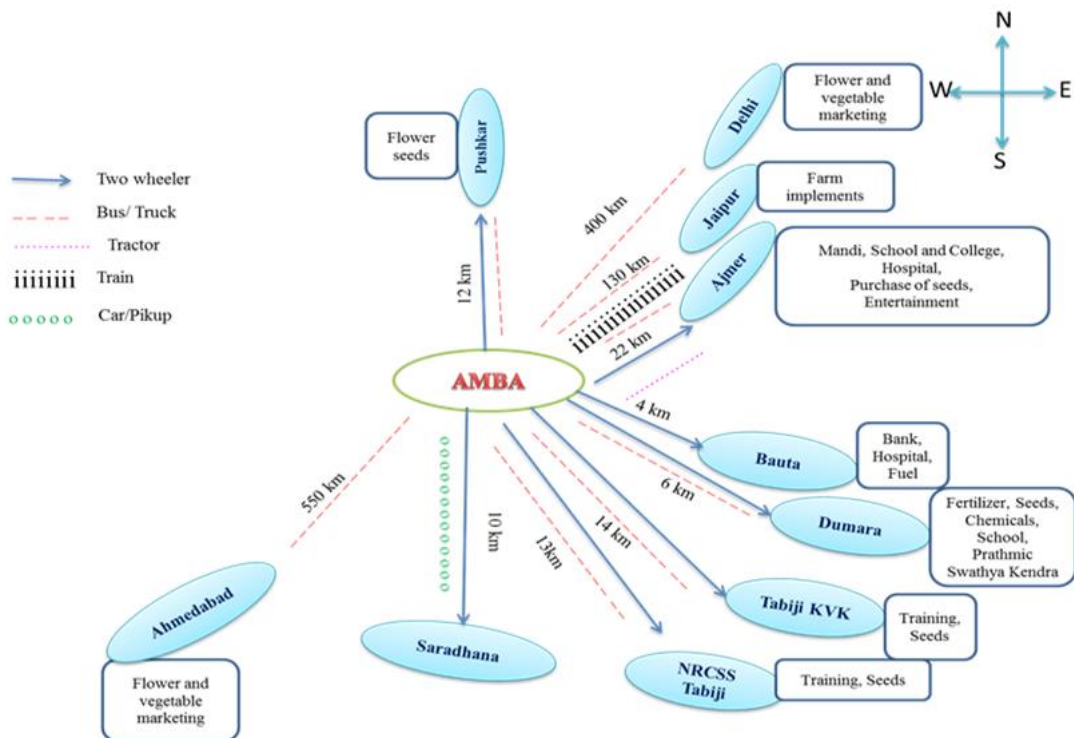 N
W
E
S
Flower and
vegetable
marketing
Delhi
Flower
seeds
Pushkar
Farm
implements
Jaipur
Two wheeler
Bus/ Truck
Tractor
iiiiiiii Train
ooooo Car/Pikup
Mandi, School and College,
Hospital,
Purchase of seeds,
Entertainment
Ajmer
400 km
130 km
12 km
22 km
AMBA
4 km
Bauta
Bank,
Hospital,
Fuel
6 km
Dumara
Fertilizer, Seeds,
Chemicals,
School,
Prathmic
Swathya Kendra
550 km
10 km
13km
14 km
Tabiji KVK
Training,
Seeds
Ahmedabad
Saradhana
NRCSS
Tabiji
Training, Seeds
Flower and
vegetable
marketing